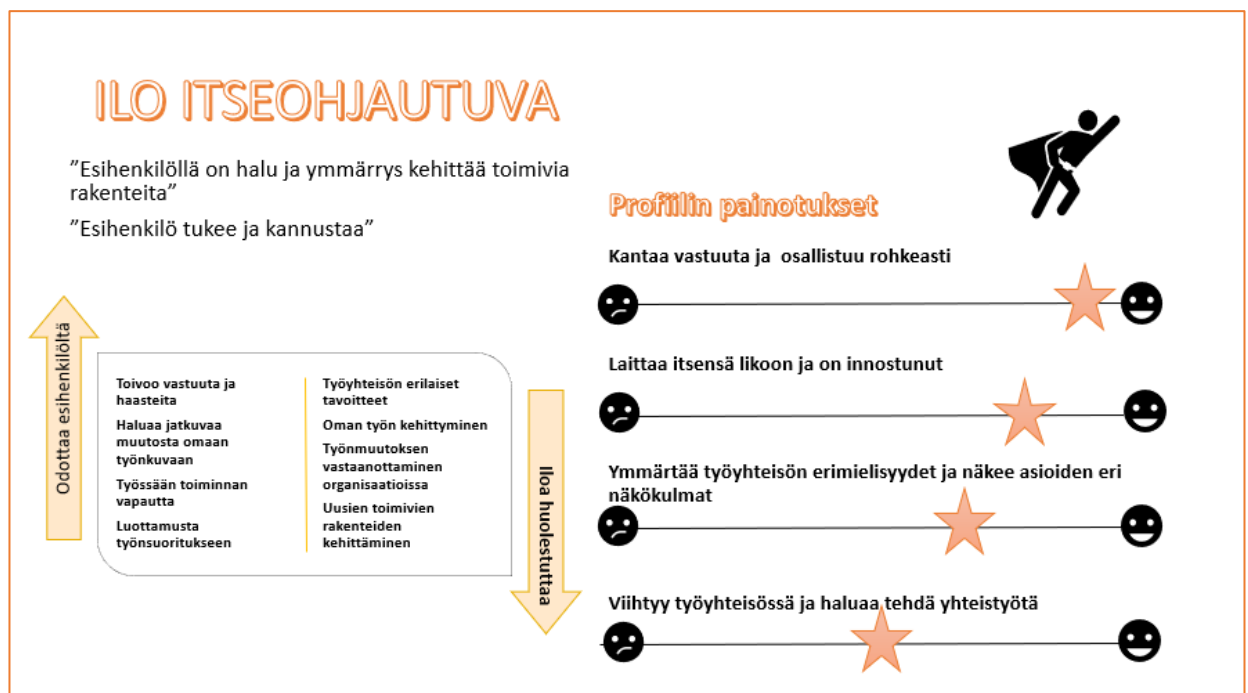 ILO ITSEOHJAUTUVA
”Esihenkilöllä on halu ja ymmärrys kehittää toimivia
rakenteita”
”Esihenkilö tukee ja kannustaa”
Odottaa esihenkilöltä
Toivoo vastuuta ja
haasteita
Haluaa jatkuvaa
muutosta omaan
työnkuvaan
Työssään toiminnan
vapautta
Luottamusta
työnsuoritukseen
Työyhteisön erilaiset
tavoitteet
Oman työn kehittyminen
Työnmuutoksen
vastaanottaminen
organisaatioissa
Uusien toimivien
rakenteiden
kehittäminen
Iloa huolestuttaa
Profiilin painotukset
Kantaa vastuuta ja osallistuu rohkeasti
Laittaa itsensä likoon ja on innostunut
Ymmärtää työyhteisön erimielisyydet ja näkee asioiden eri
näkökulmat
Viihtyy työyhteisössä ja haluaa tehdä yhteistyötä